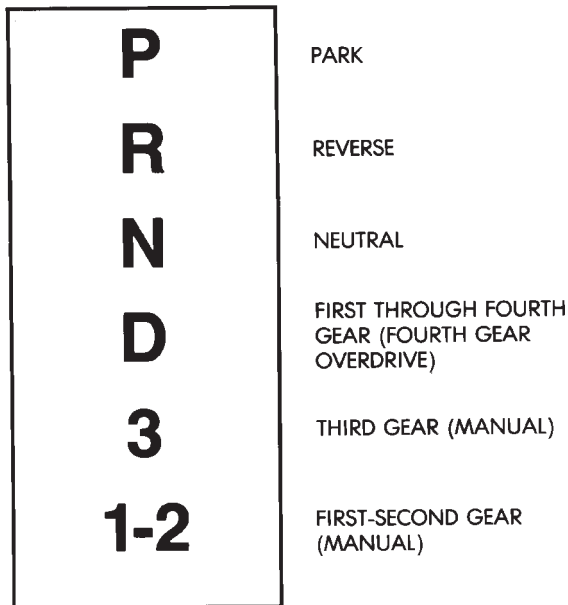 P PARK
R REVERSE
N NEUTRAL
D FIRST THROUGH FOURTH
GEAR (FOURTH GEAR
OVERDRIVE)
3 THIRD GEAR (MANUAL)
1-2 FIRST-SECOND GEAR
(MANUAL)